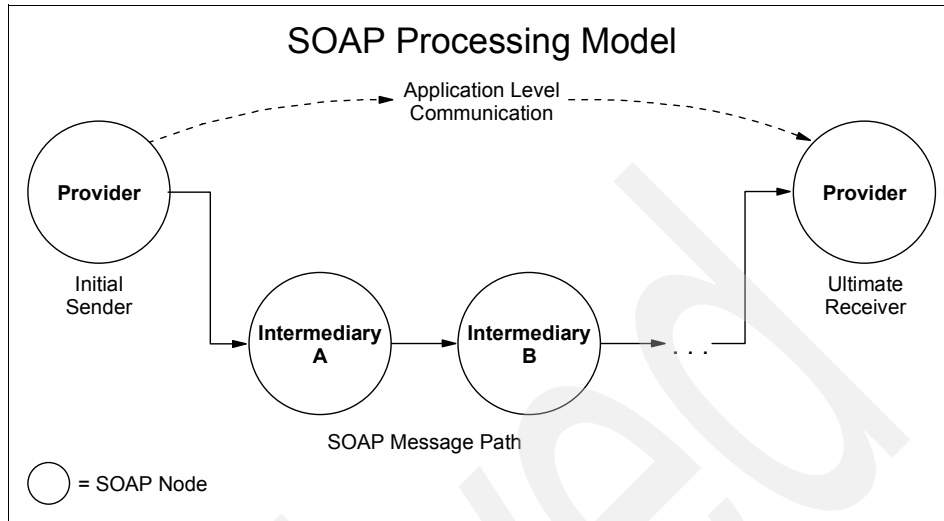 SOAP Processing Model
Application Level
Communication
Provider
Provider
Initial
Sender
Ultimate
Receiver
Intermediary
A
Intermediary
B
. . .
SOAP Message Path
= SOAP Node